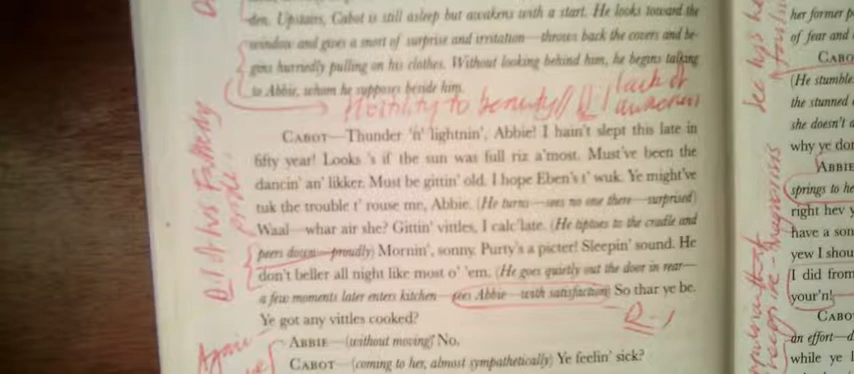 den. Upstairs, Cabot is still asleep but awakens with a start. He looks toward the
window and gives a snort of surprise and irritation—throws back the covers and be-
gins hurriedly pulling on his clothes. Without looking behind him, he begins talking
to Abbie, whom he supposes beside him.
Hostility to beauty // D.I lack of
awareness
CABOT—Thunder 'n' lightnin', Abbie! I hain't slept this late in
fifty year! Looks 's if the sun was full riz a'most. Must've been the
dancin' an' likker. Must be gittin' old. I hope Eben's t' wuk. Ye might've
tuk the trouble t' rouse me, Abbie. (He turns—sees no one there—surprised)
Waal—whar air she? Gittin' vittles, I calc'late. (He tiptoes to the cradle and
peers down—proudly) Mornin', sonny. Purty's a picter! Sleepin' sound. He
don't beller all night like most o' 'em. (He goes quietly out the door in rear—
a few moments later enters kitchen—sees Abbie—with satisfaction) So thar ye be.
Ye got any vittles cooked?
ABBIE—(without moving) No.
CABOT—(coming to her, almost sympathetically) Ye feelin' sick?
D.I of his Fatherly
pride
Again
D.I
her former
of fear and
CABO
(He stumble
the stunned
she doesn't
why ye do
ABBIE
springs to he
right hey
have a son
yew I shou
I did from
your'n!
CABO
an effort—d
while ye